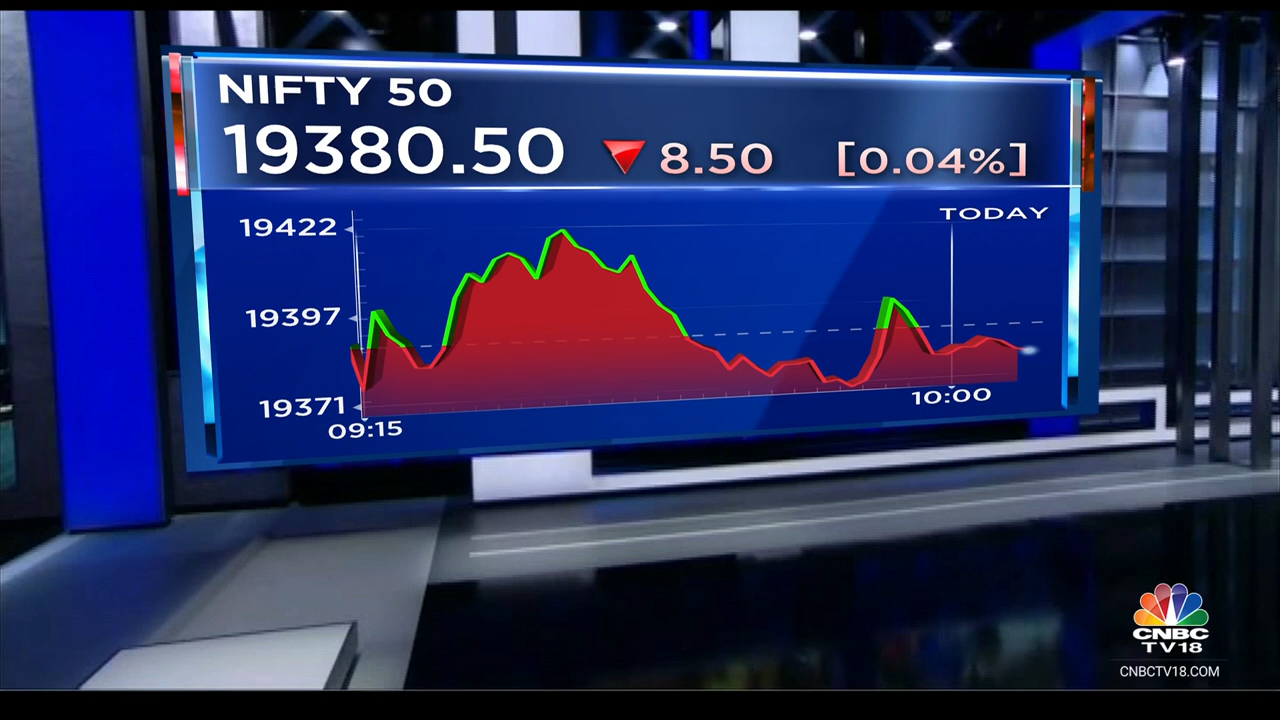 NIFTY 50
19380.50 ▼ 8.50 [0.04%]
TODAY
19422
19397
19371
09:15
10:00
CNBC
TV18
CNBCTV18.COM